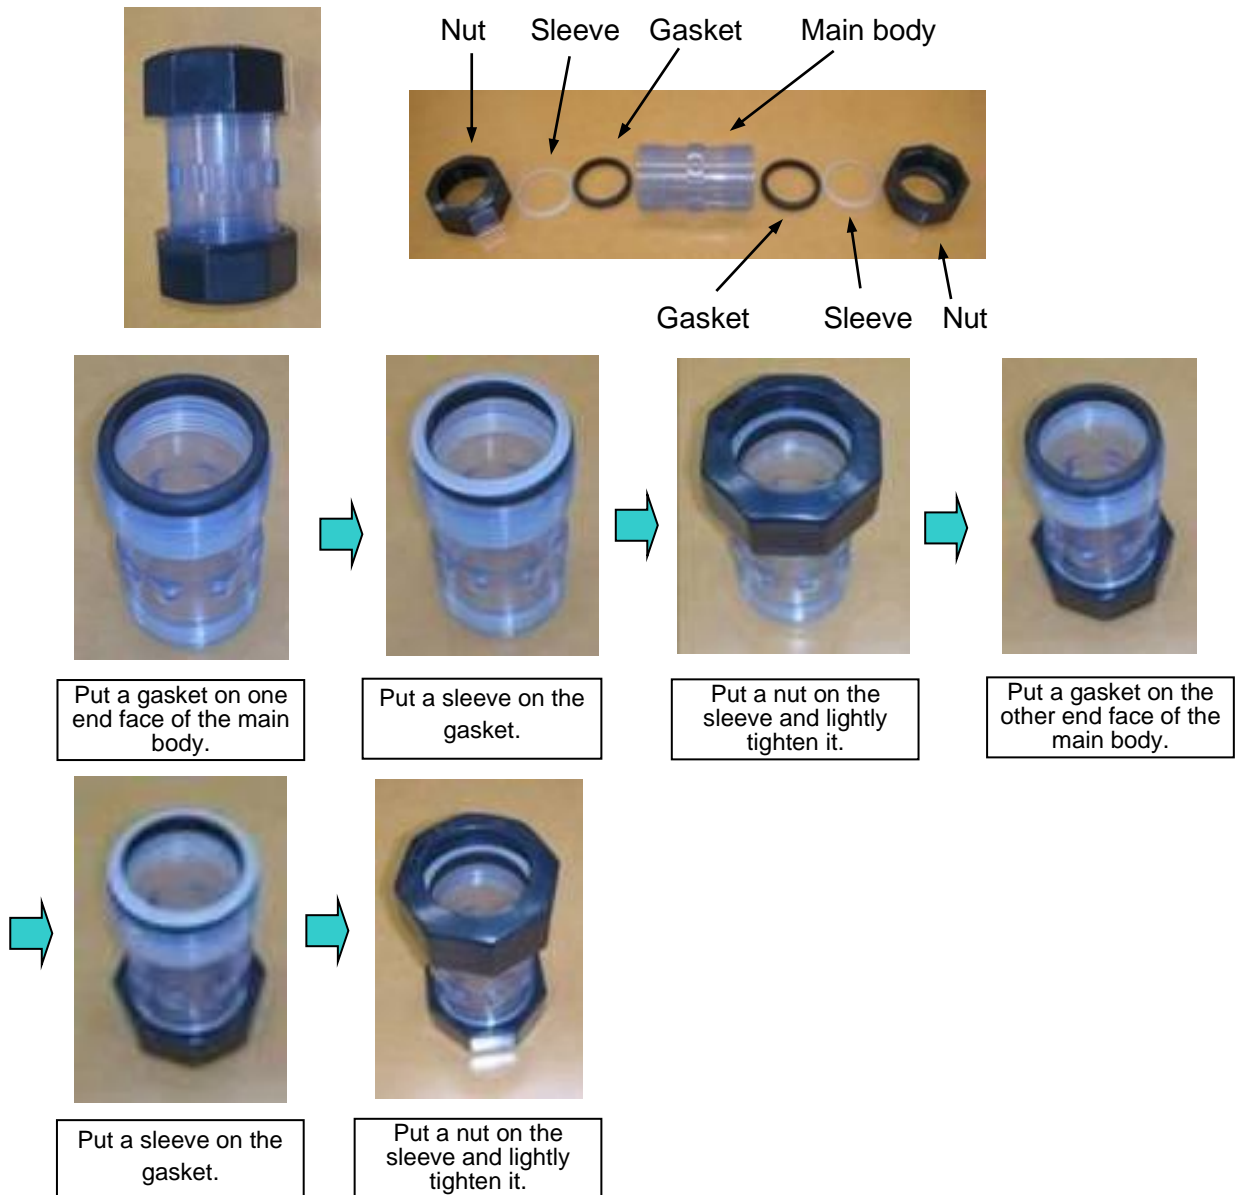 Nut Sleeve Gasket Main body
Gasket Sleeve Nut
Put a gasket on one
end face of the main
body.
Put a sleeve on the
gasket.
Put a nut on the
sleeve and lightly
tighten it.
Put a gasket on the
other end face of the
main body.
Put a sleeve on the
gasket.
Put a nut on the
sleeve and lightly
tighten it.